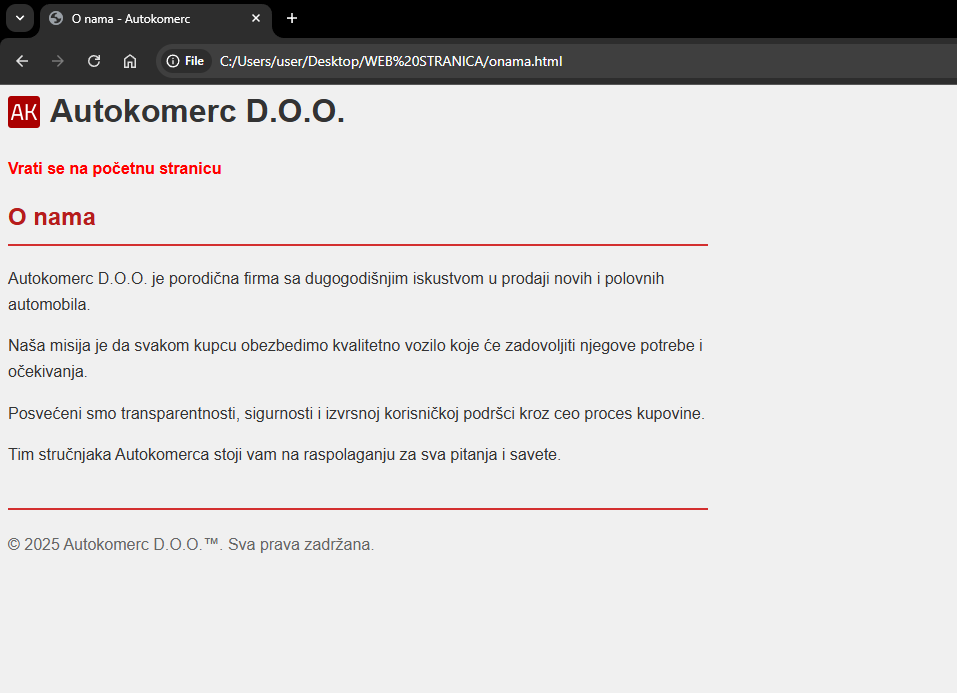 O nama - Autokomerc
File
C:/Users/user/Desktop/WEB%20STRANICA/onama.html
AK Autokomerc D.O.O.
Vrati se na početnu stranicu
O nama
Autokomerc D.O.O. je porodična firma sa dugogodišnjim iskustvom u prodaji novih i polovnih
automobila.
Naša misija je da svakom kupcu obezbedimo kvalitetno vozilo koje će zadovoljiti njegove potrebe i
očekivanja.
Posvećeni smo transparentnosti, sigurnosti i izvrsnoj korisničkoj podršci kroz ceo proces kupovine.
Tim stručnjaka Autokomerca stoji vam na raspolaganju za sva pitanja i savete.
© 2025 Autokomerc D.O.O.™. Sva prava zadržana.